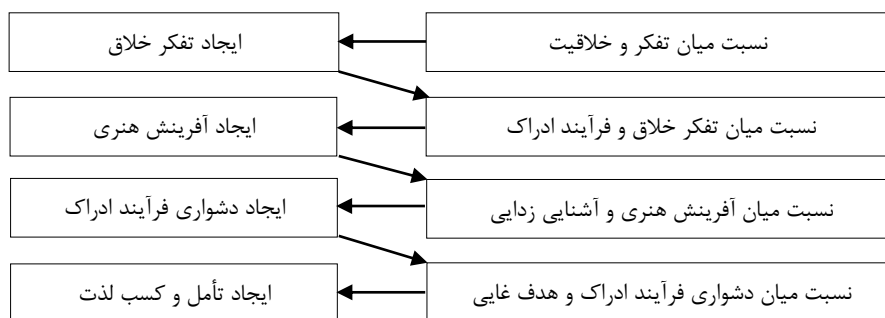 نسبت میان تفکر و خلاقیت
ایجاد تفکر خلاق
نسبت میان تفکر خلاق و فرآیند ادراک
ایجاد آفرینش هنری
نسبت میان آفرینش هنری و آشنایی زدایی
ایجاد دشواری فرآیند ادراک
نسبت میان دشواری فرآیند ادراک و هدف غایی
ایجاد تأمل و کسب لذت